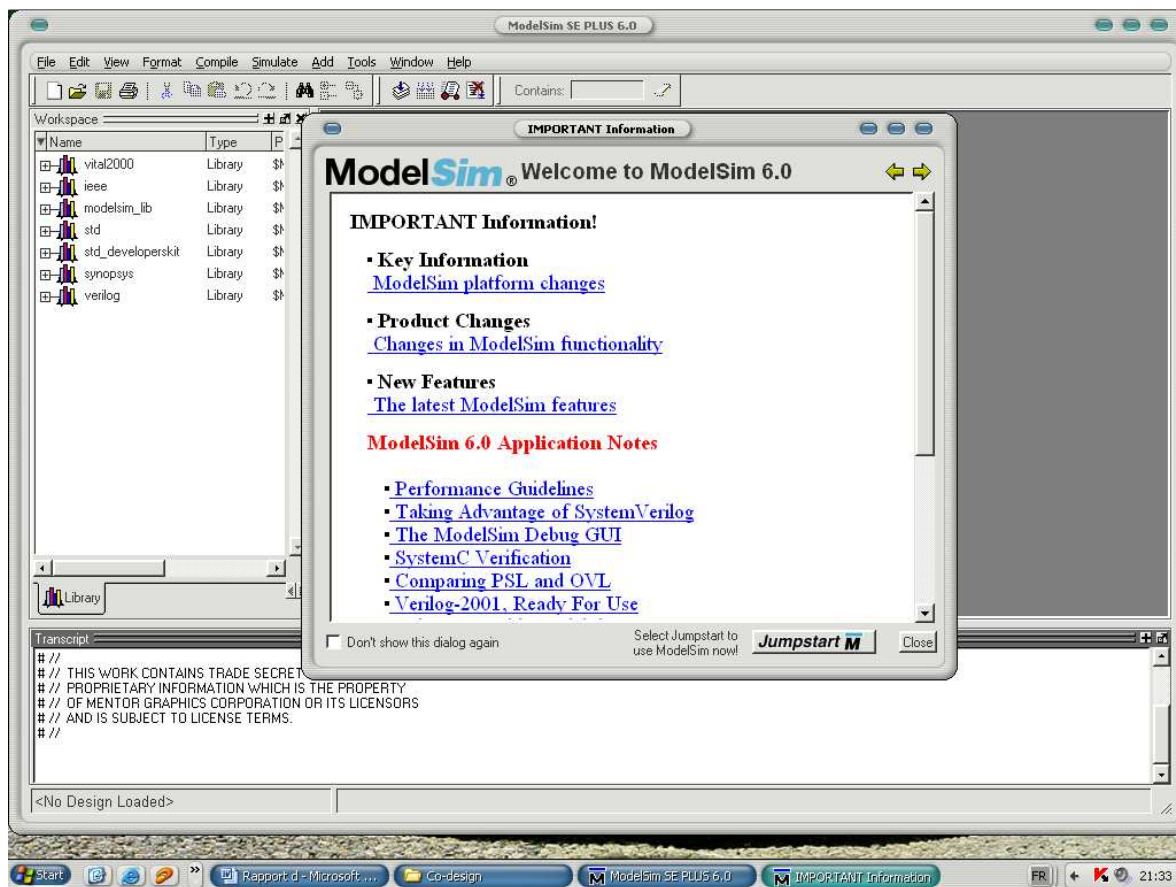 ModelSim SE PLUS 6.0
File Edit View Format Compile Simulate Add Tools Window Help
Contains:
Workspace
Name Type P
vital2000 Library
ieee Library
modelsim_lib Library
std Library
std_developerskit Library
synopsys Library
verilog Library
Library
IMPORTANT Information
ModelSim® Welcome to ModelSim 6.0
IMPORTANT Information!
▪ Key Information
ModelSim platform changes
▪ Product Changes
Changes in ModelSim functionality
▪ New Features
The latest ModelSim features
ModelSim 6.0 Application Notes
▪ Performance Guidelines
▪ Taking Advantage of SystemVerilog
▪ The ModelSim Debug GUI
▪ SystemC Verification
▪ Comparing PSL and OVL
▪ Verilog-2001, Ready For Use
Don't show this dialog again
Select Jumpstart to
use ModelSim now!
Jumpstart M
Close
Transcript
# //
# // THIS WORK CONTAINS TRADE SECRET
# // PROPRIETARY INFORMATION WHICH IS THE PROPERTY
# // OF MENTOR GRAPHICS CORPORATION OR ITS LICENSORS
# // AND IS SUBJECT TO LICENSE TERMS.
# //
<No Design Loaded>
Start
Rapport d - Microsoft ...
Co-design
ModelSim SE PLUS 6.0
IMPORTANT Information
FR
21:33